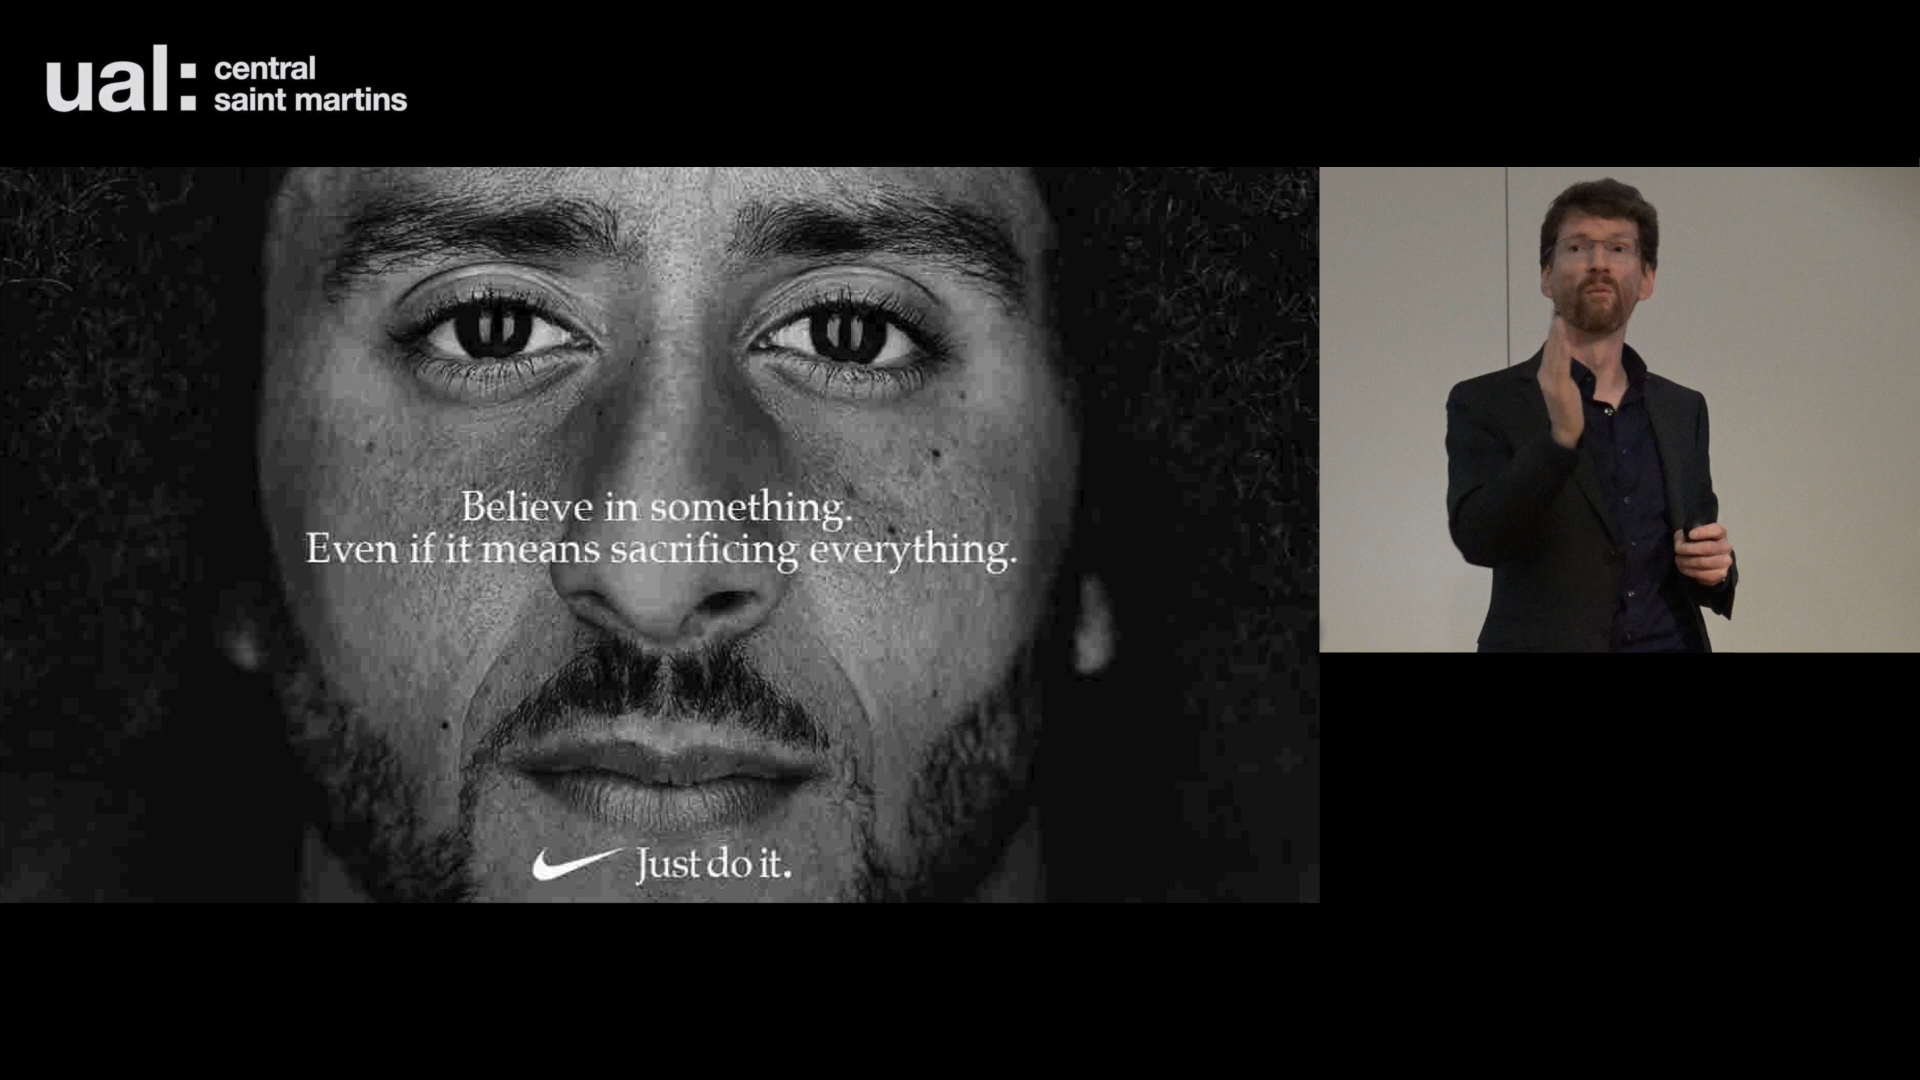 ual: central
saint martins
Believe in something.
Even if it means sacrificing everything.
Just do it.